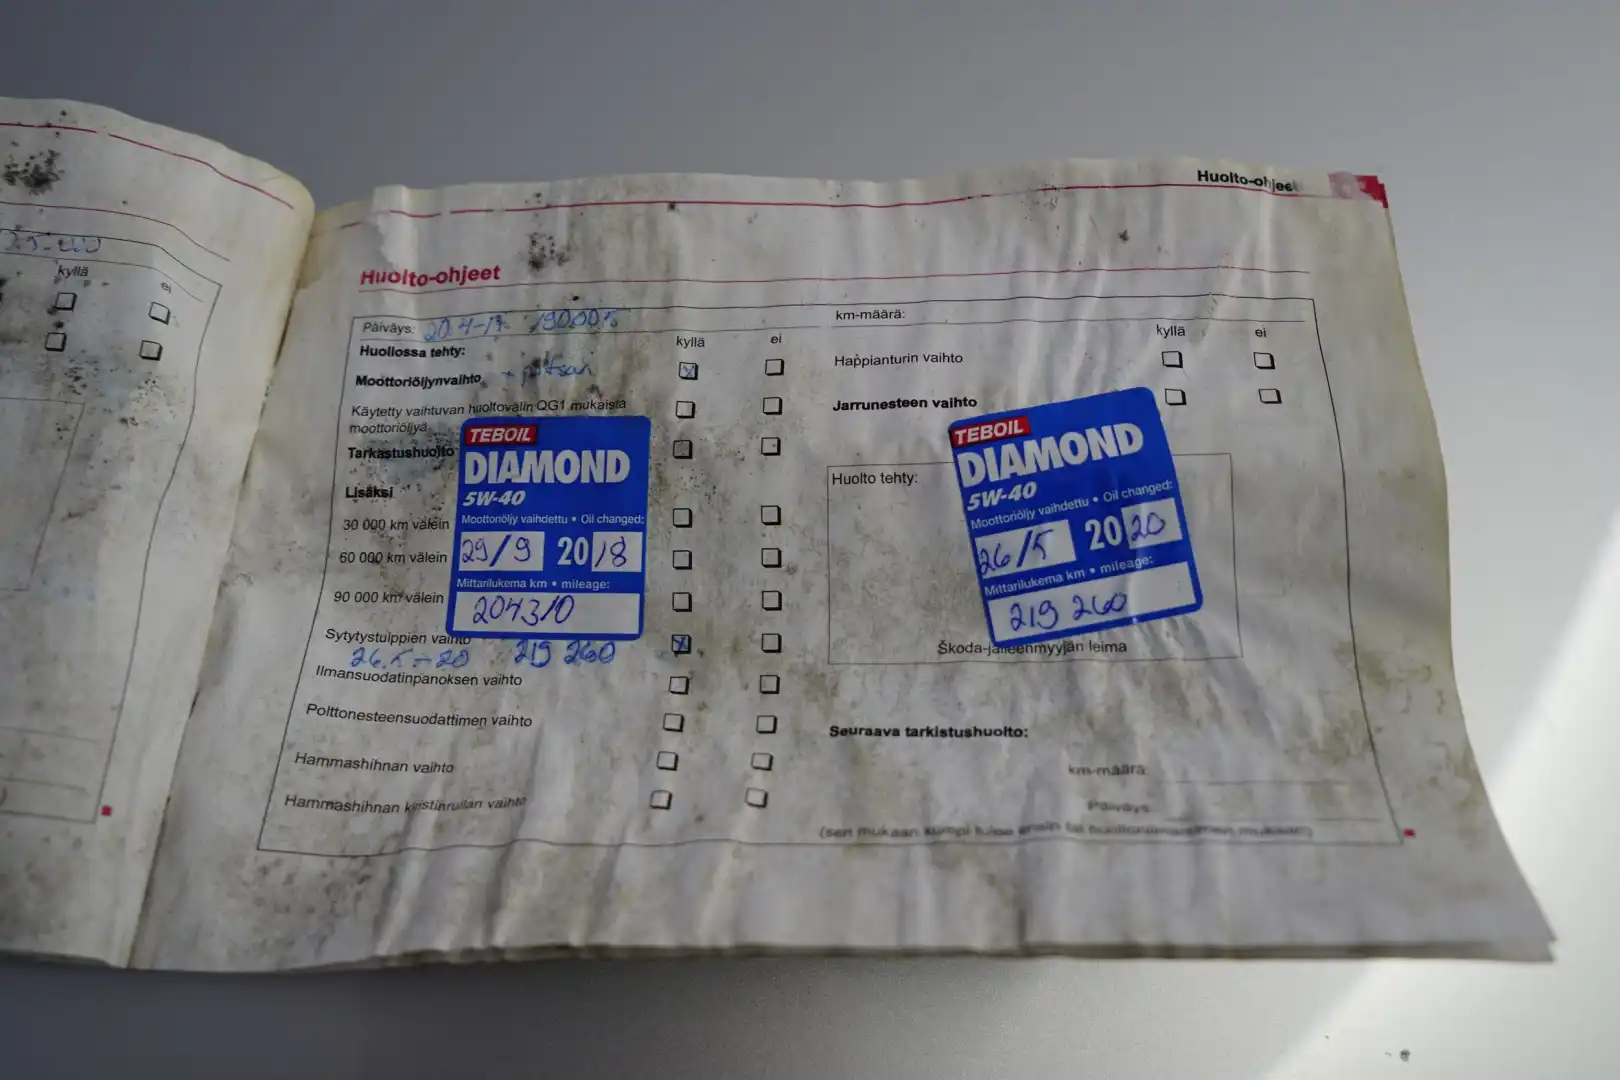 kyllä
ei
Huolto-ohjeet
Huolto-ohjeet
Päiväys: 20.4-17 190005
Huollossa tehty:
kyllä
ei
Moottoriöljynvaihto
Käytetty vaihtuvan huoltovälin QG1 mukaista
moottoriöljyä
Tarkastushuolto
Lisäksi
30 000 km välein
60 000 km välein
90 000 km välein
Sytytystulppien vaihto
26.5-20 219 260
Ilmansuodatinpanoksen vaihto
Polttonesteensuodattimen vaihto
Hammashihnan vaihto
Hammashihnan kiristinrullan vaihto
TEBOIL
DIAMOND
5W-40
Moottoriöljy vaihdettu • Oil changed:
29/9 2018
Mittarilukema km • mileage:
204310
km-määrä:
kyllä
ei
Happianturin vaihto
Jarrunesteen vaihto
Huolto tehty:
TEBOIL
DIAMOND
5W-40
Moottoriöljy vaihdettu • Oil changed:
26/5 2020
Mittarilukema km • mileage:
219 260
Škoda-jälleenmyyjän leima
Seuraava tarkistushuolto:
km-määrä:
Päiväys